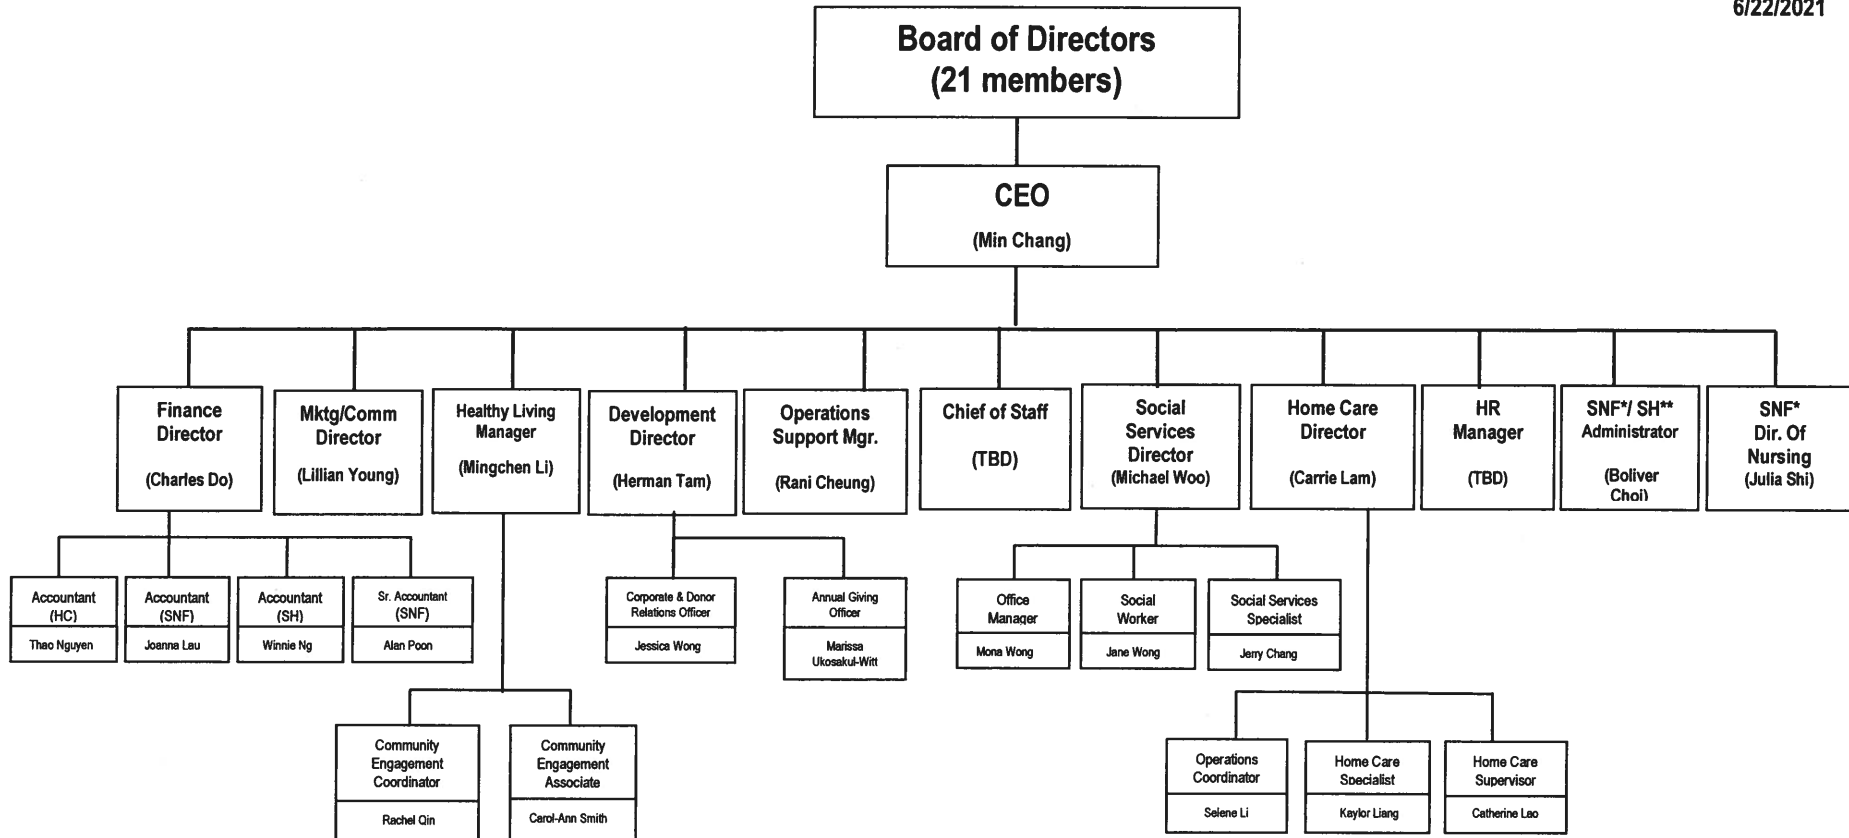 6/22/2021
Board of Directors
(21 members)
CEO
(Min Chang)
Finance
Director
(Charles Do)
Mktg/Comm
Director
(Lillian Young)
Healthy Living
Manager
(Mingchen Li)
Development
Director
(Herman Tam)
Operations
Support Mgr.
(Rani Cheung)
Chief of Staff
(TBD)
Social
Services
Director
(Michael Woo)
Home Care
Director
(Carrie Lam)
HR
Manager
(TBD)
SNF*/ SH**
Administrator
(Boliver
Choi)
SNF*
Dir. Of
Nursing
(Julia Shi)
Accountant
(HC)
Thao Nguyen
Accountant
(SNF)
Joanna Lau
Accountant
(SH)
Winnie Ng
Sr. Accountant
(SNF)
Alan Poon
Corporate & Donor
Relations Officer
Jessica Wong
Annual Giving
Officer
Marissa
Ukosakul-Witt
Office
Manager
Mona Wong
Social
Worker
Jane Wong
Social Services
Specialist
Jerry Chang
Community
Engagement
Coordinator
Rachel Qin
Community
Engagement
Associate
Carol-Ann Smith
Operations
Coordinator
Selene Li
Home Care
Specialist
Kaylor Liang
Home Care
Supervisor
Catherine Lao